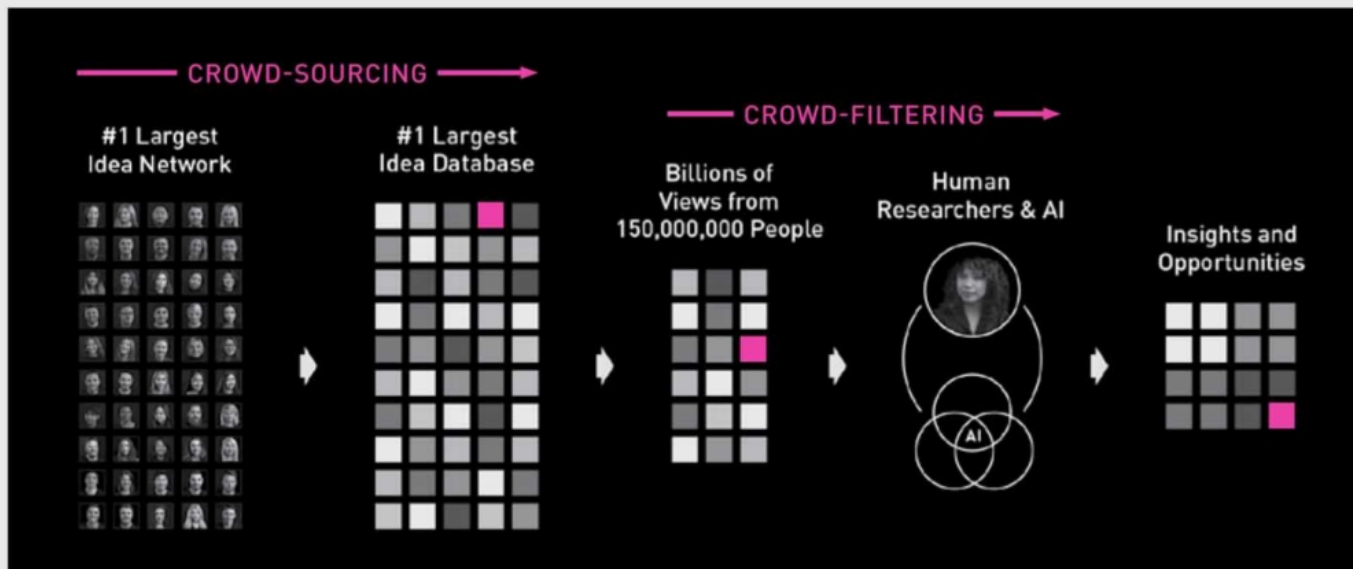 CROWD-SOURCING
#1 Largest
Idea Network
#1 Largest
Idea Database
CROWD-FILTERING
Billions of
Views from
150,000,000 People
Human
Researchers & AI
AI
Insights and
Opportunities